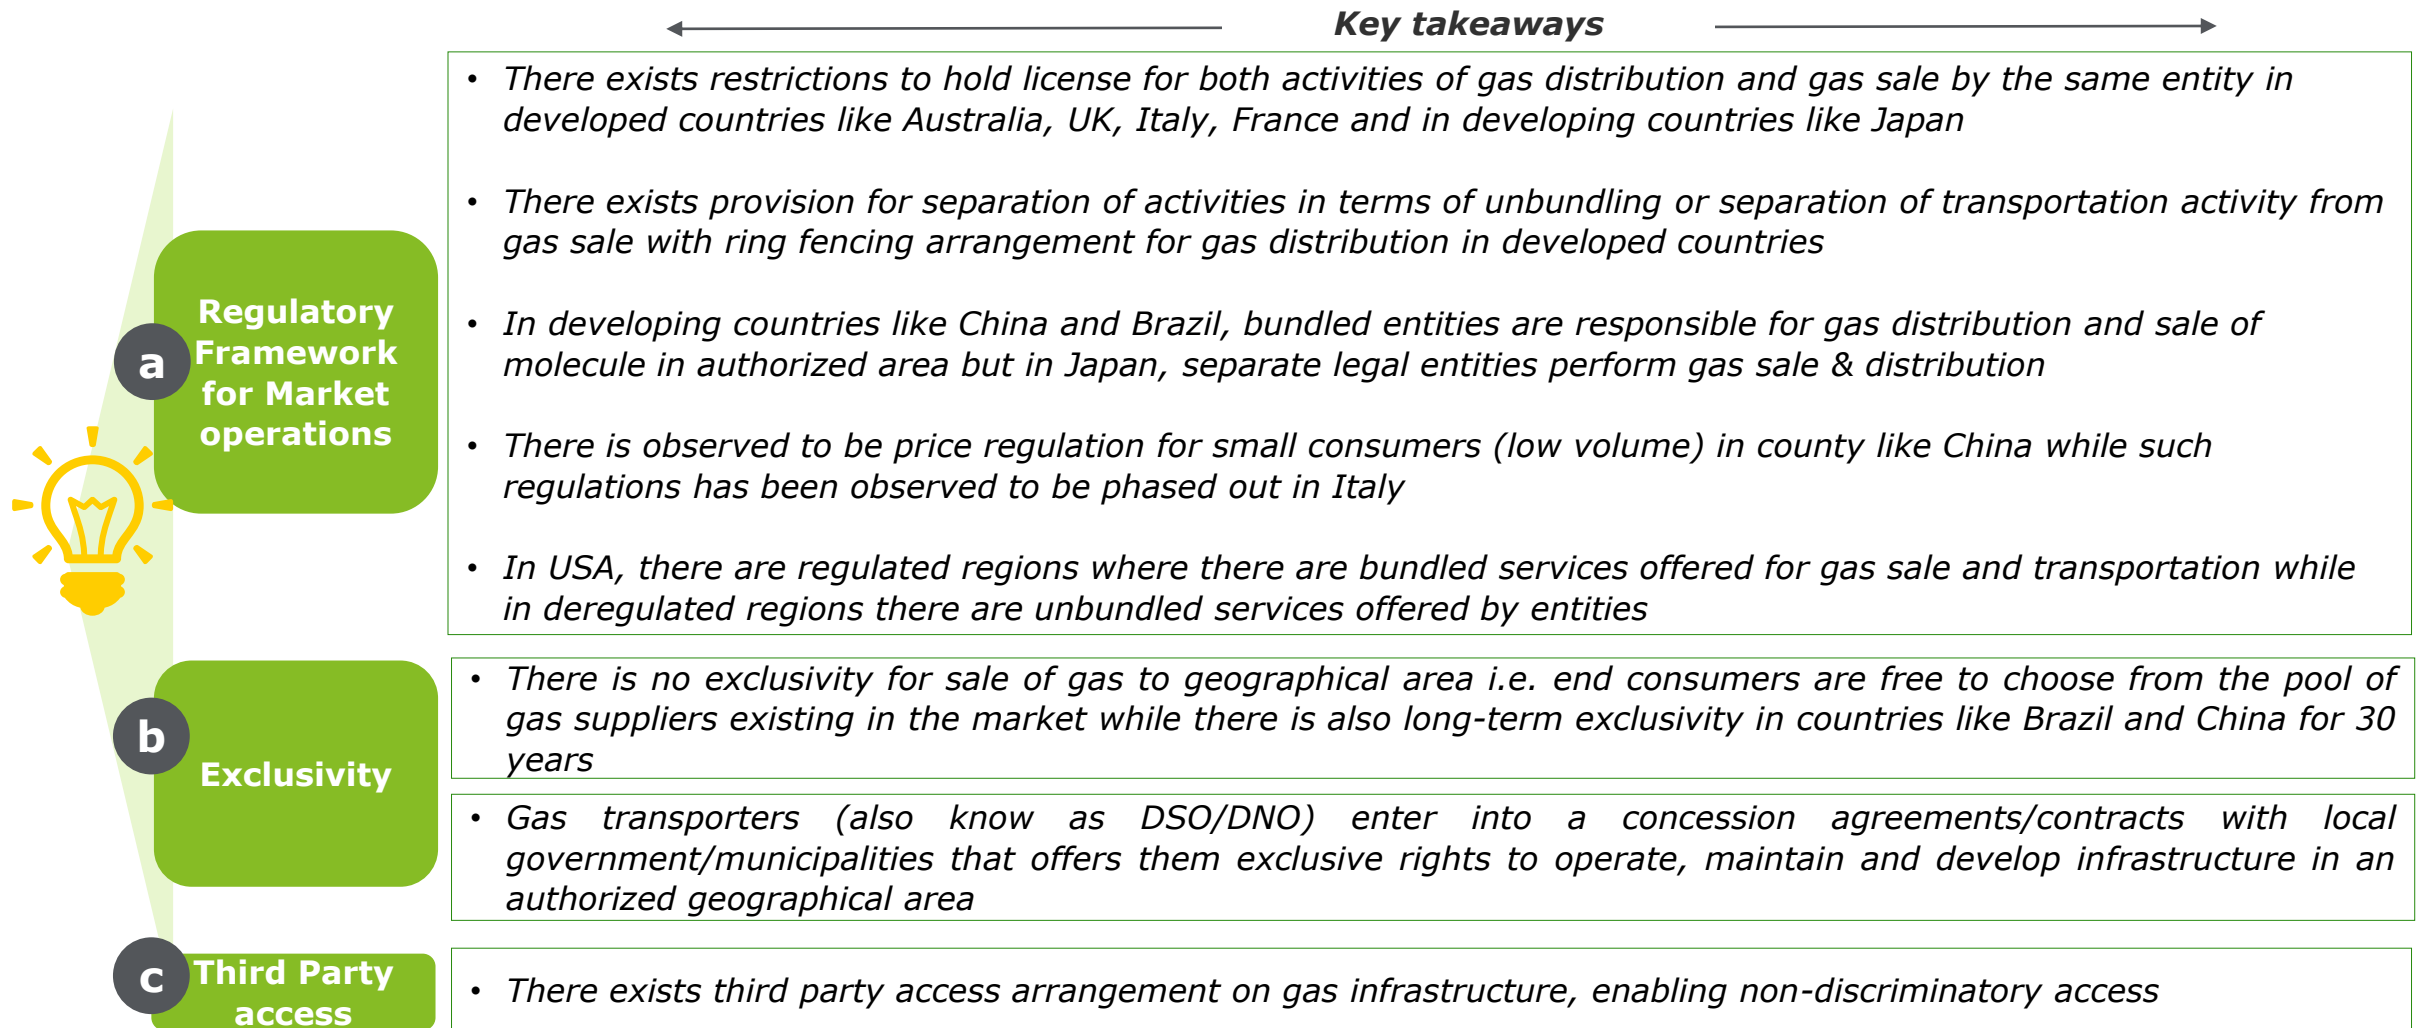 Key takeaways
a
Regulatory
Framework
for Market
operations
• There exists restrictions to hold license for both activities of gas distribution and gas sale by the same entity in
developed countries like Australia, UK, Italy, France and in developing countries like Japan
• There exists provision for separation of activities in terms of unbundling or separation of transportation activity from
gas sale with ring fencing arrangement for gas distribution in developed countries
• In developing countries like China and Brazil, bundled entities are responsible for gas distribution and sale of
molecule in authorized area but in Japan, separate legal entities perform gas sale & distribution
• There is observed to be price regulation for small consumers (low volume) in county like China while such
regulations has been observed to be phased out in Italy
• In USA, there are regulated regions where there are bundled services offered for gas sale and transportation while
in deregulated regions there are unbundled services offered by entities
b
Exclusivity
• There is no exclusivity for sale of gas to geographical area i.e. end consumers are free to choose from the pool of
gas suppliers existing in the market while there is also long-term exclusivity in countries like Brazil and China for 30
years
• Gas transporters (also know as DSO/DNO) enter into a concession agreements/contracts with local
government/municipalities that offers them exclusive rights to operate, maintain and develop infrastructure in an
authorized geographical area
c
Third Party
access
• There exists third party access arrangement on gas infrastructure, enabling non-discriminatory access